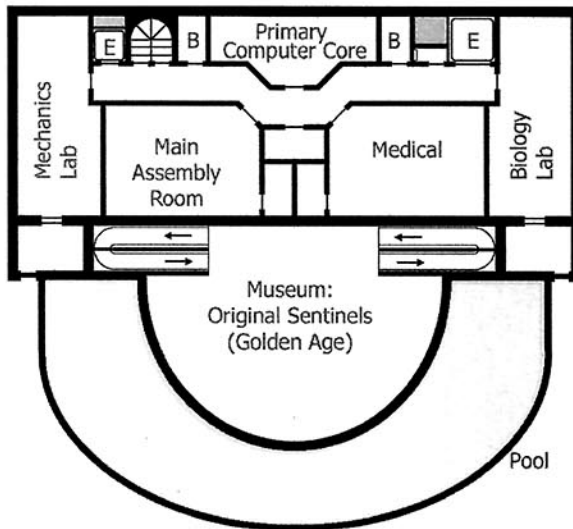 E
B
Primary
Computer Core
B
E
Mechanics
Lab
Main
Assembly
Room
Medical
Biology
Lab
Museum:
Original Sentinels
(Golden Age)
Pool